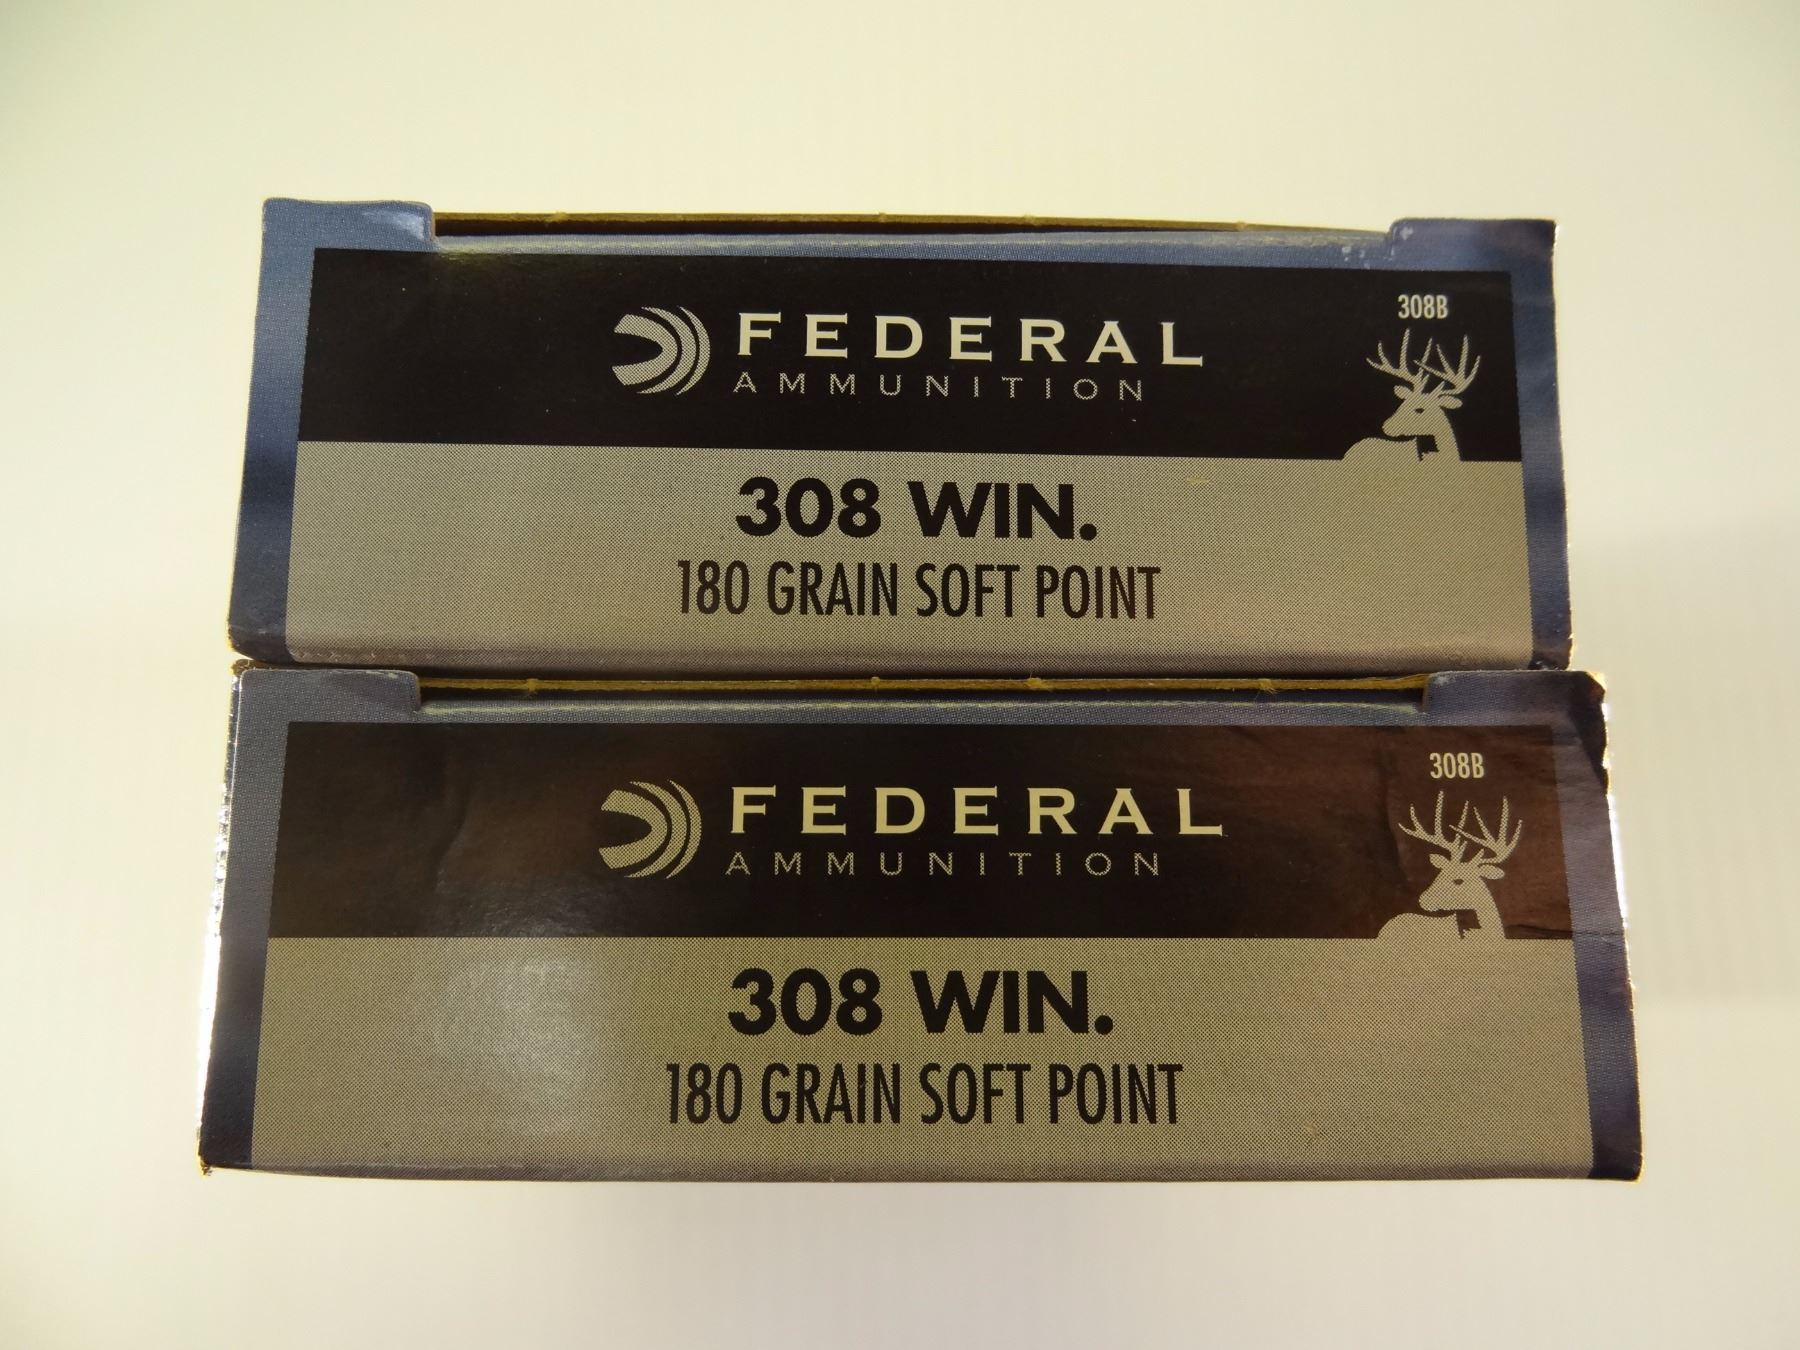 308B
FEDERAL
AMMUNITION
308 WIN.
180 GRAIN SOFT POINT
308B
FEDERAL
AMMUNITION
308 WIN.
180 GRAIN SOFT POINT